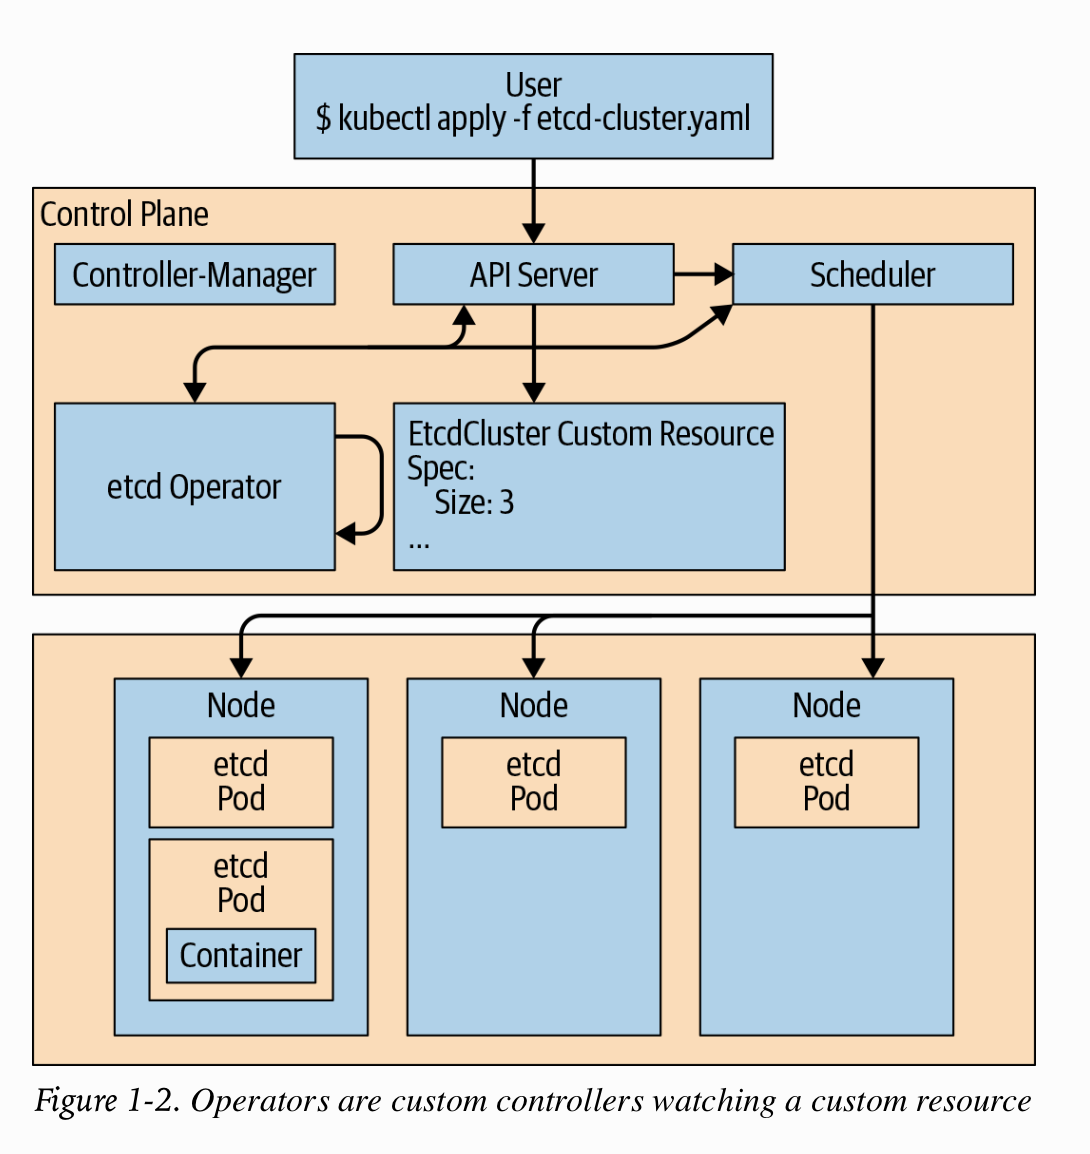 User
$ kubectl apply -f etcd-cluster.yaml
Control Plane
Controller-Manager
API Server
Scheduler
etcd Operator
EtcdCluster Custom Resource
Spec:
Size: 3
...
Node
etcd
Pod
etcd
Pod
Container
Node
etcd
Pod
Node
etcd
Pod
Figure 1-2. Operators are custom controllers watching a custom resource